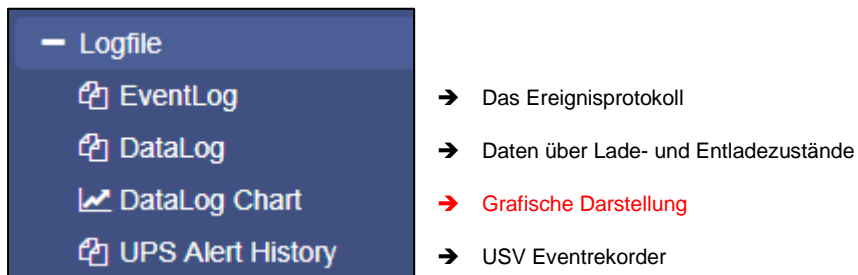 Logfile
EventLog ➔ Das Ereignisprotokoll
DataLog ➔ Daten über Lade- und Entladezustände
DataLog Chart ➔ Grafische Darstellung
UPS Alert History ➔ USV Eventrekorder